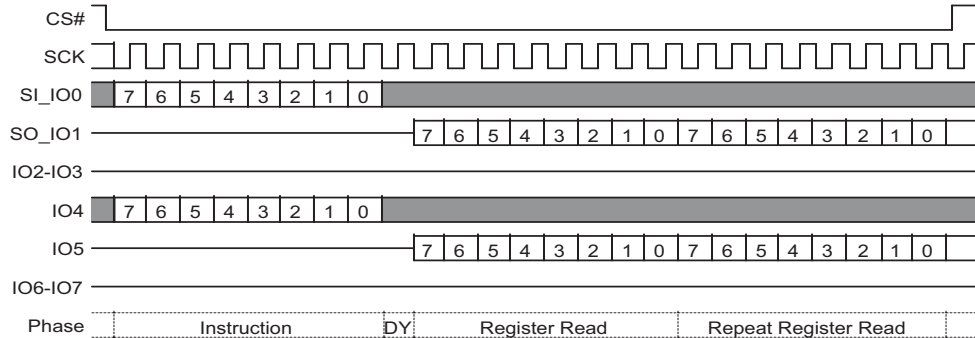 CS#
SCK
SI_IO0 7 6 5 4 3 2 1 0
SO_IO1 7 6 5 4 3 2 1 0 7 6 5 4 3 2 1 0
IO2-IO3
IO4 7 6 5 4 3 2 1 0
IO5 7 6 5 4 3 2 1 0 7 6 5 4 3 2 1 0
IO6-IO7
Phase Instruction DY Register Read Repeat Register Read